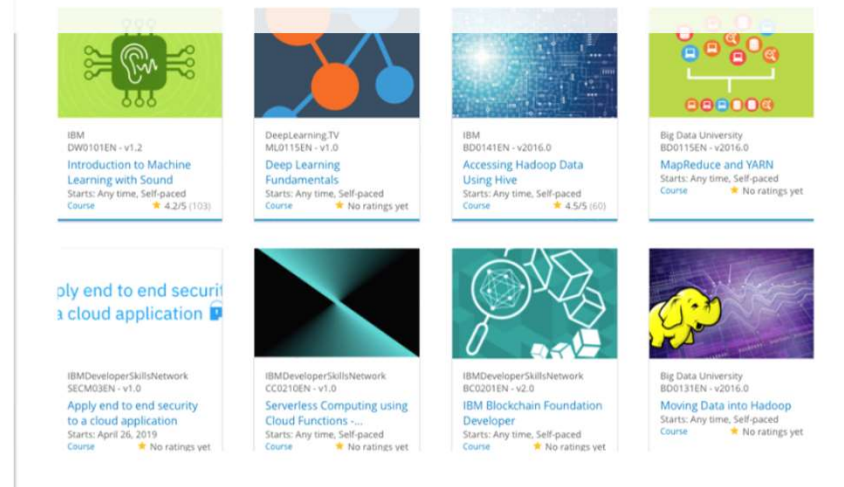 IBM
DW0101EN - v1.2
Introduction to Machine
Learning with Sound
Starts: Any time, Self-paced
Course 4.2/5 (103)
DeepLearning.TV
ML0115EN - v1.0
Deep Learning
Fundamentals
Starts: Any time, Self-paced
Course No ratings yet
IBM
BD0141EN - v2016.0
Accessing Hadoop Data
Using Hive
Starts: Any time, Self-paced
Course 4.5/5 (60)
Big Data University
BD0115EN - v2016.0
MapReduce and YARN
Starts: Any time, Self-paced
Course No ratings yet
ply end to end securit
a cloud application
IBMDeveloperSkillsNetwork
SECM03EN - v1.0
Apply end to end security
to a cloud application
Starts: April 26, 2019
Course No ratings yet
IBMDeveloperSkillsNetwork
CC0210EN - v1.0
Serverless Computing using
Cloud Functions -...
Starts: Any time, Self-paced
Course No ratings yet
IBMDeveloperSkillsNetwork
BC0201EN - v2.0
IBM Blockchain Foundation
Developer
Starts: Any time, Self-paced
Course No ratings yet
Big Data University
BD0131EN - v2016.0
Moving Data into Hadoop
Starts: Any time, Self-paced
Course No ratings yet